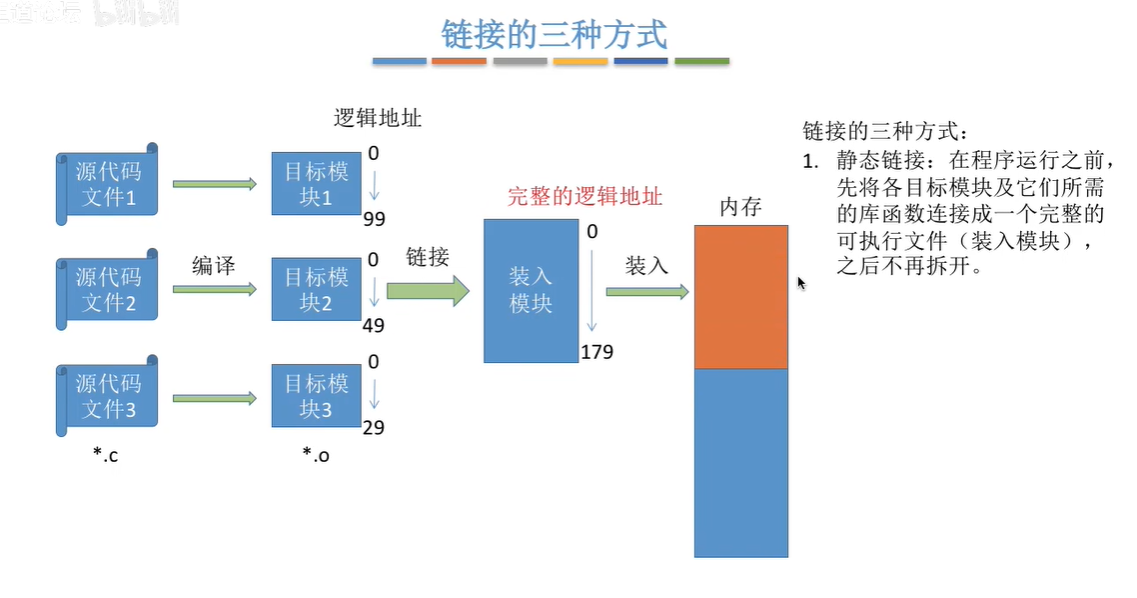 链接的三种方式
逻辑地址
源代码
文件1
目标模
块1
0
99
源代码
文件2
编译
目标模
块2
0
49
链接
源代码
文件3
目标模
块3
0
29
*.c
*.o
完整的逻辑地址
装入
模块
0
179
装入
内存
链接的三种方式：
1. 静态链接：在程序运行之前，
先将各目标模块及它们所需
的库函数连接成一个完整的
可执行文件（装入模块），
之后不再拆开。
bilibili